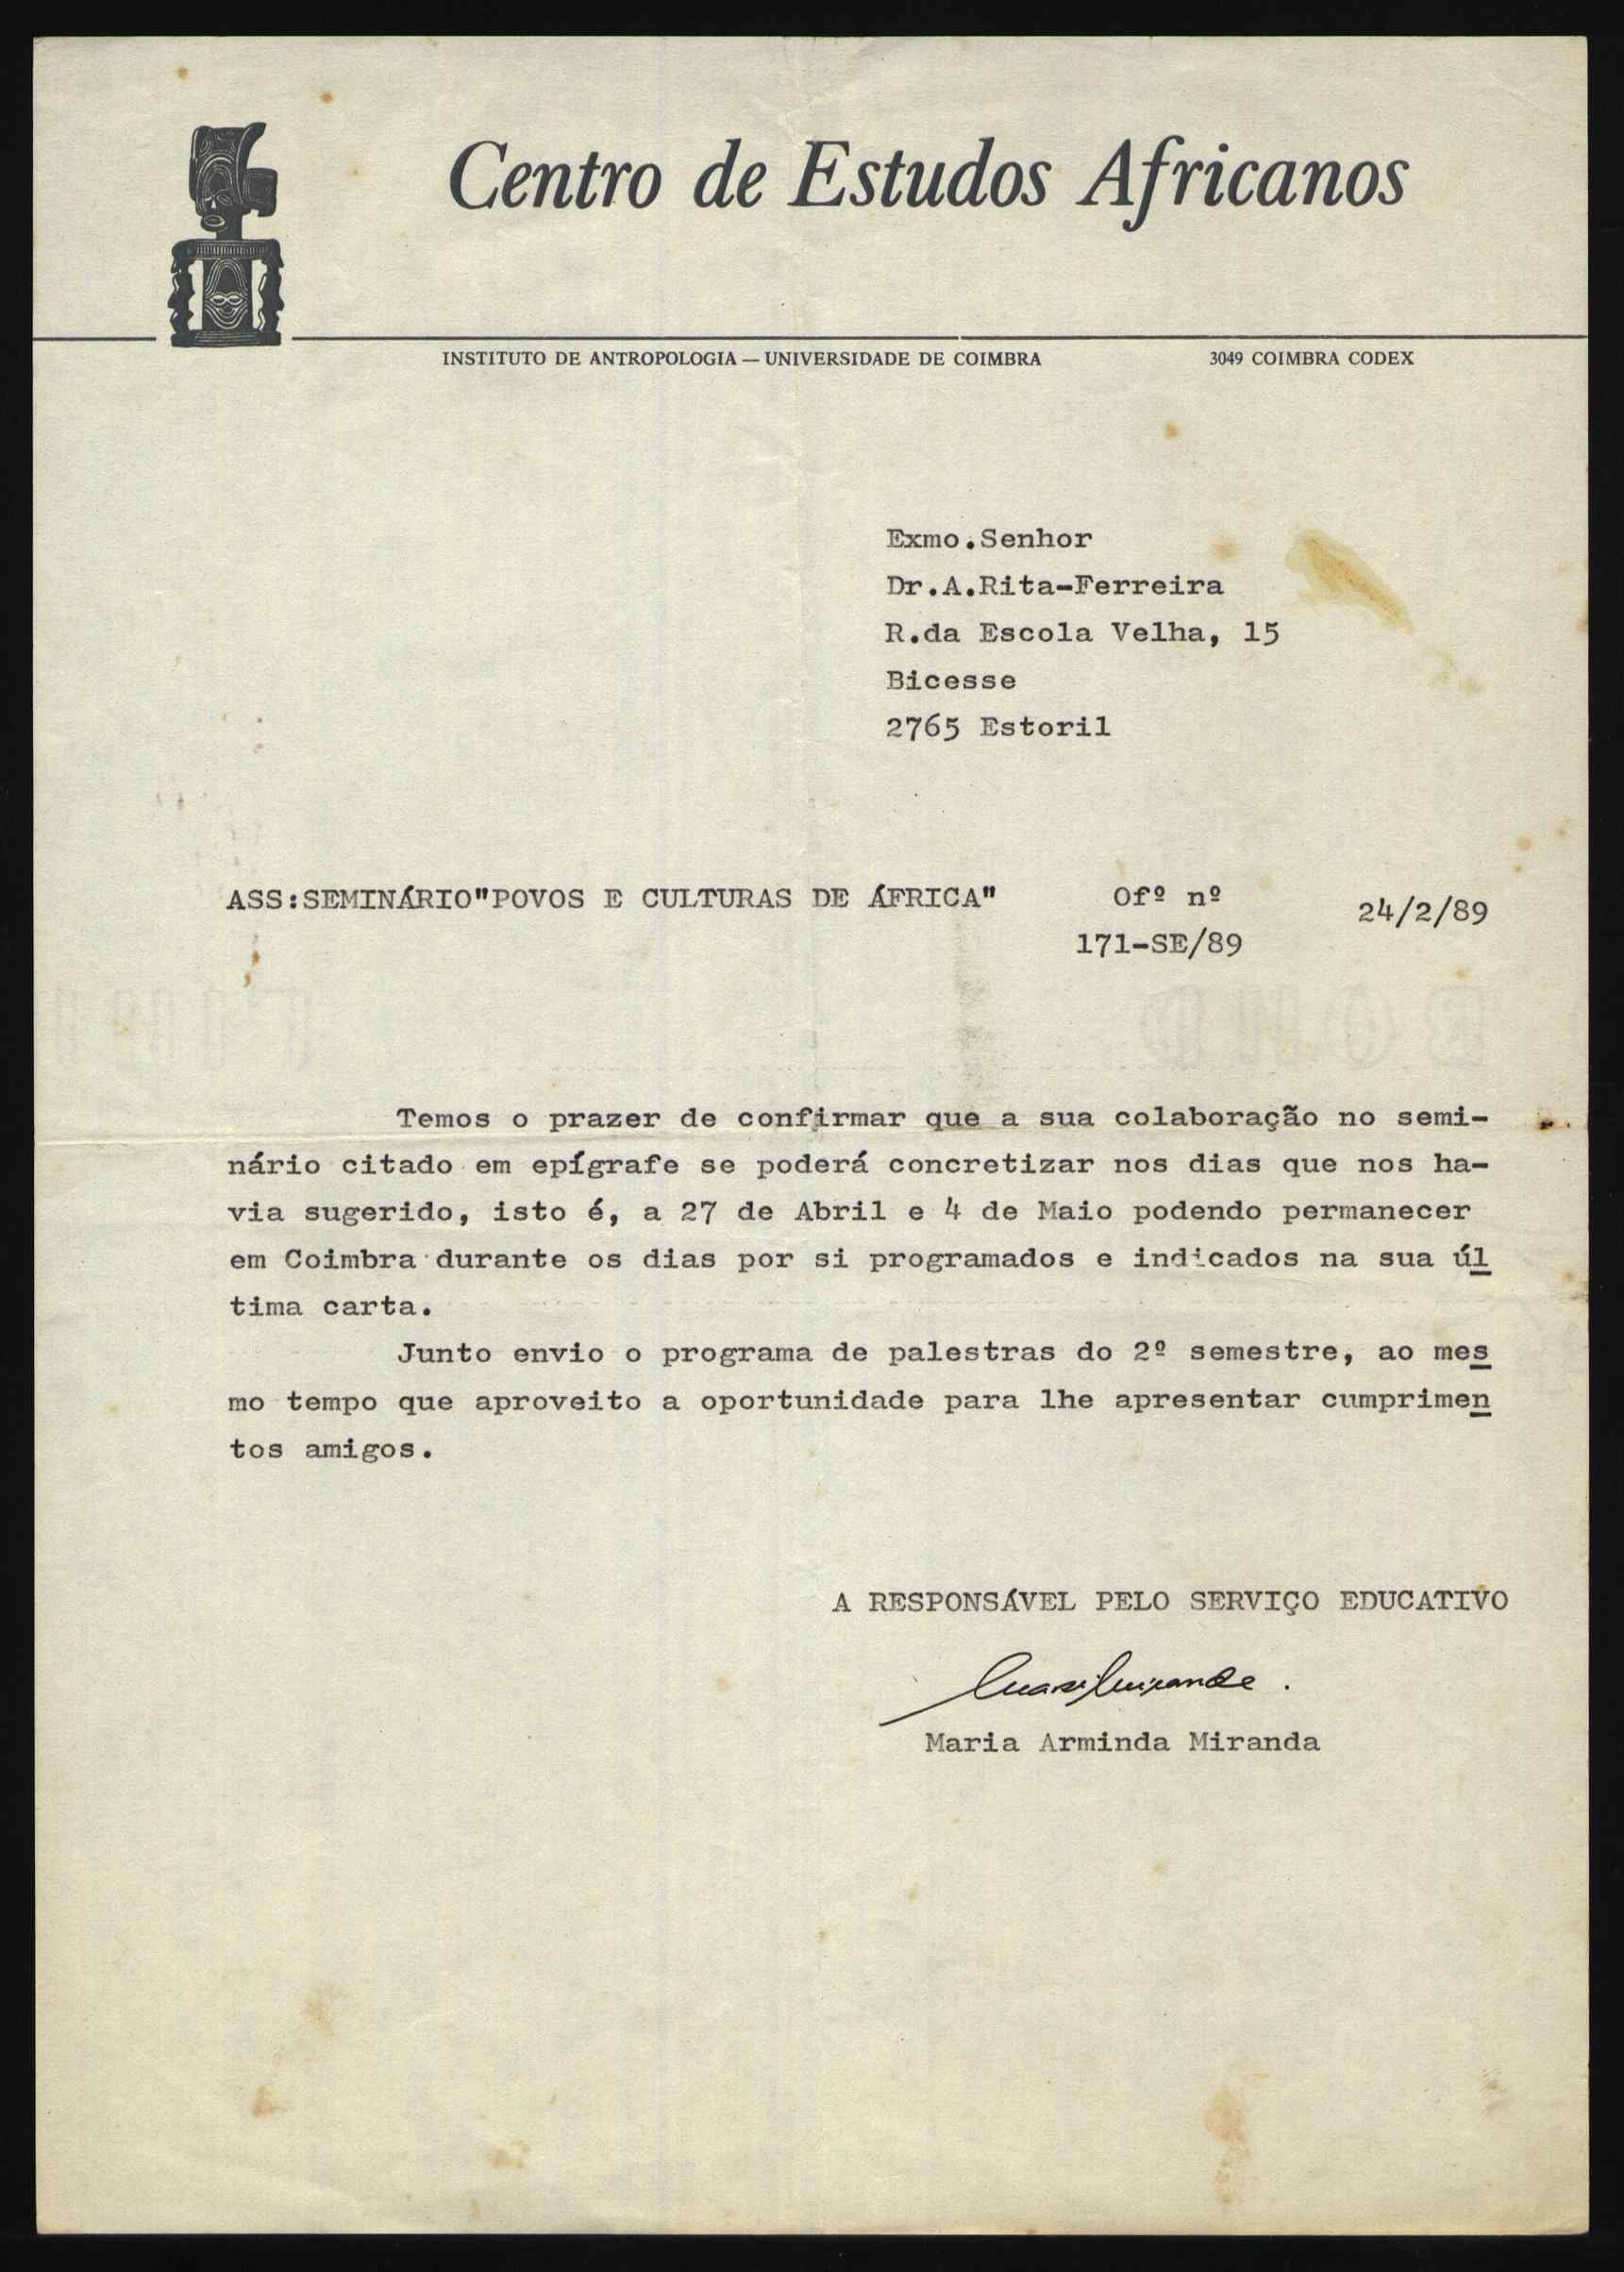 Centro de Estudos Africanos
INSTITUTO DE ANTROPOLOGIA — UNIVERSIDADE DE COIMBRA 3049 COIMBRA CODEX
Exmo.Senhor
Dr.A.Rita-Ferreira
R.da Escola Velha, 15
Bicesse
2765 Estoril
ASS:SEMINÁRIO"POVOS E CULTURAS DE ÁFRICA" Ofº nº 24/2/89
171-SE/89
Temos o prazer de confirmar que a sua colaboração no semi-
nário citado em epígrafe se poderá concretizar nos dias que nos ha-
via sugerido, isto é, a 27 de Abril e 4 de Maio podendo permanecer
em Coimbra durante os dias por si programados e indicados na sua úl
tima carta.
Junto envio o programa de palestras do 2º semestre, ao mes
mo tempo que aproveito a oportunidade para lhe apresentar cumprimen
tos amigos.
A RESPONSÁVEL PELO SERVIÇO EDUCATIVO
Maria Arminda Miranda